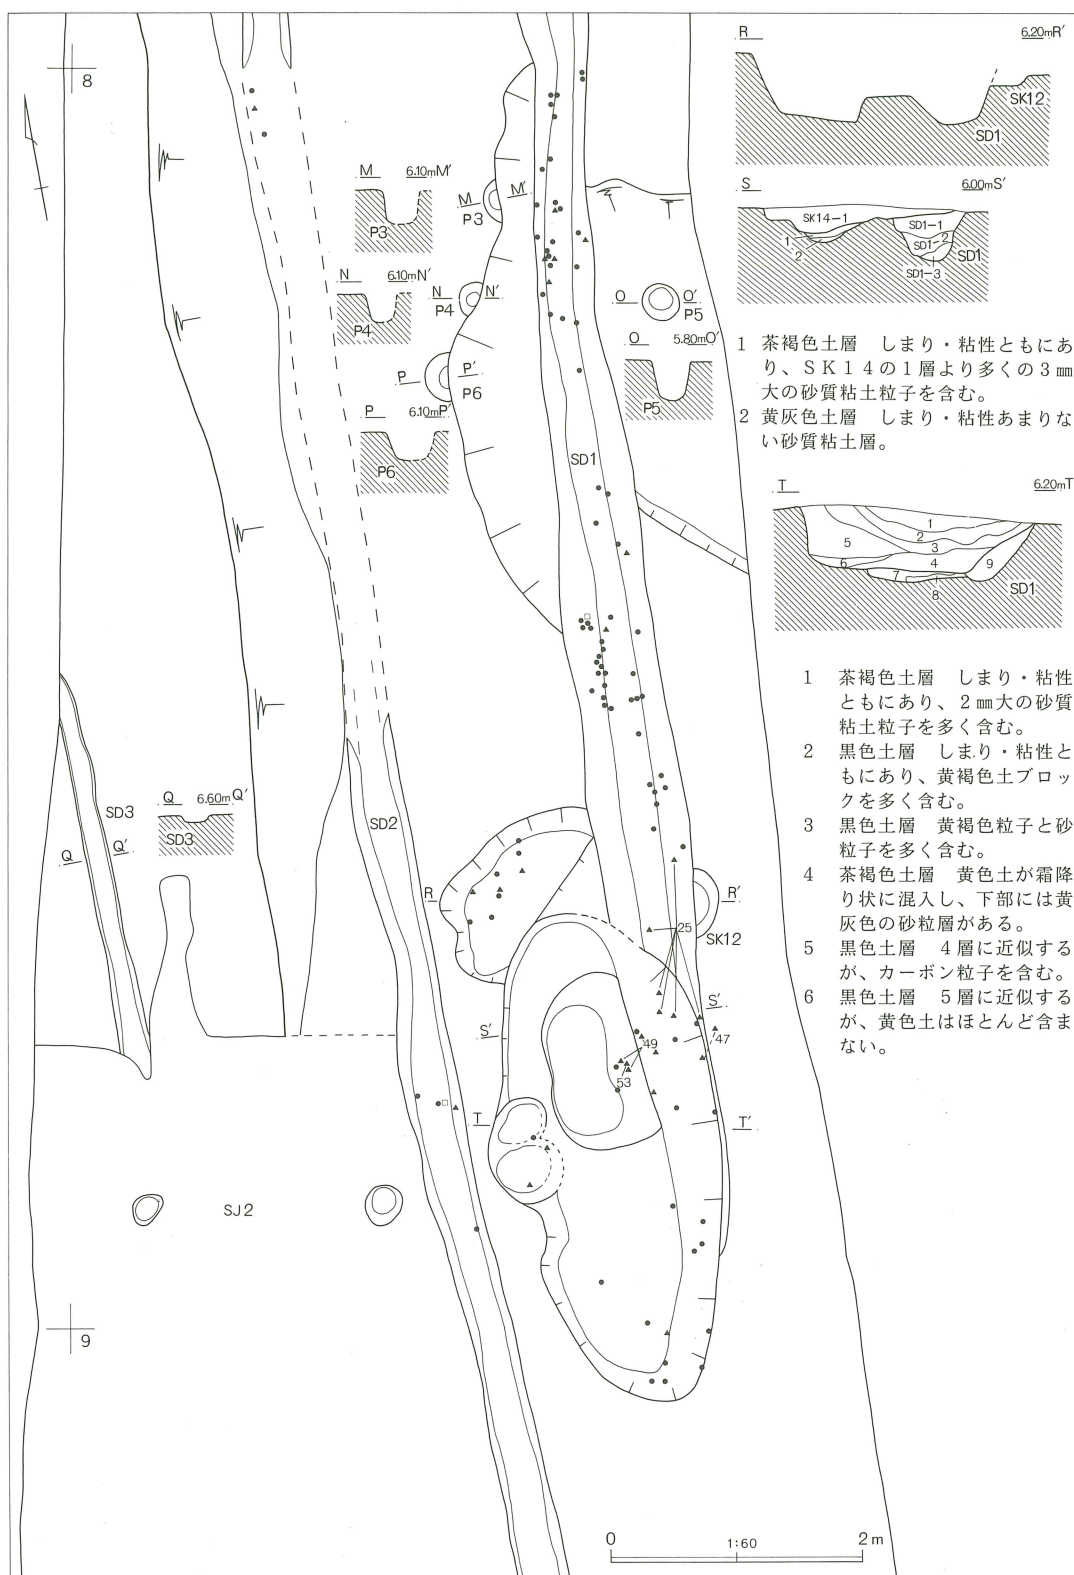 8
R 6.20mR′
SK12
SD1
M 6.10mM′
P3
M M′
P3
S 6.00mS′
SK14-1
1
2
SD1-1
SD1-2
SD1-3
SD1
N 6.10mN′
P4
N N′
P4
O O′
P5
O 5.80mO′
P5
P P′
P6
P 6.10mP′
P6
1 茶褐色土層 しまり・粘性ともにあ
り、SK14の1層より多くの3㎜
大の砂質粘土粒子を含む。
2 黄灰色土層 しまり・粘性あまりな
い砂質粘土層。
SD1
T 6.20mT
1
2
3
4
5
6
7
8
9
SD1
1 茶褐色土層 しまり・粘性
ともにあり、2㎜大の砂質
粘土粒子を多く含む。
2 黒色土層 しまり・粘性と
もにあり、黄褐色土ブロッ
クを多く含む。
3 黒色土層 黄褐色粒子と砂
粒子を多く含む。
4 茶褐色土層 黄色土が霜降
り状に混入し、下部には黄
灰色の砂粒層がある。
5 黒色土層 4層に近似する
が、カーボン粒子を含む。
6 黒色土層 5層に近似する
が、黄色土はほとんど含ま
ない。
SD3
Q Q′
Q 6.60mQ′
SD3
SD2
R R′
SK12
25
S′ S′
47
49
53
T T′
SJ2
9
0 1:60 2m